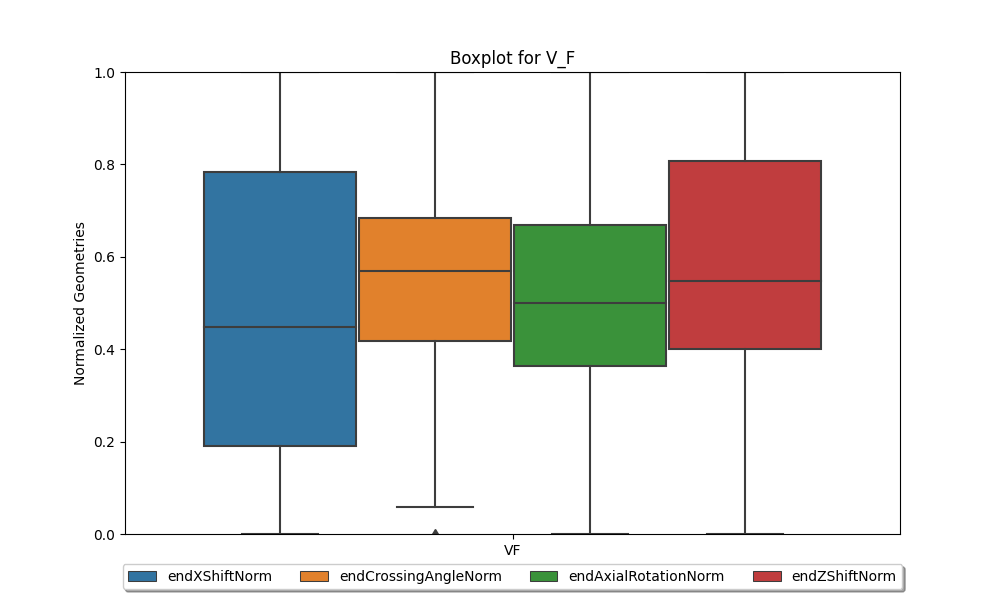 Boxplot for V_F
Normalized Geometries
1.0
0.8
0.6
0.4
0.2
0.0
VF
endXShiftNorm endCrossingAngleNorm endAxialRotationNorm endZShiftNorm